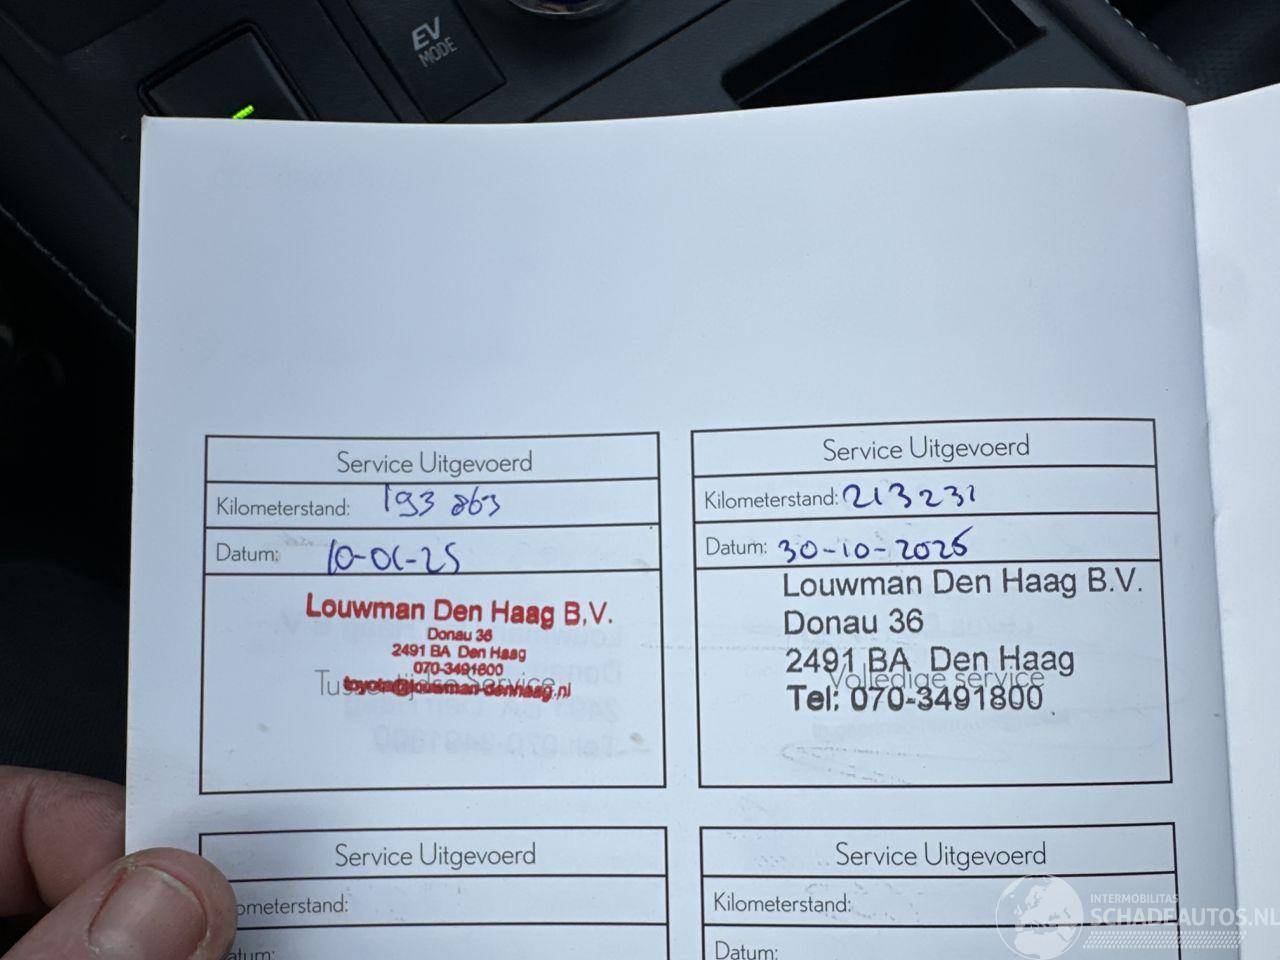 EV
MODE
Service Uitgevoerd
Kilometerstand: 193 863
Datum: 10-01-25
Louwman Den Haag B.V.
Donau 36
2491 BA Den Haag
070-3491800
Tussentijdse Service
toyota@louwman-denhaag.nl
Service Uitgevoerd
Kilometerstand: 213231
Datum: 30-10-2025
Louwman Den Haag B.V.
Donau 36
2491 BA Den Haag
Volledige service
Tel: 070-3491800
Service Uitgevoerd
ometerstand:
atum:
Service Uitgevoerd
Kilometerstand:
Datum:
INTERMOBILITAS
SCHADEAUTOS.NL